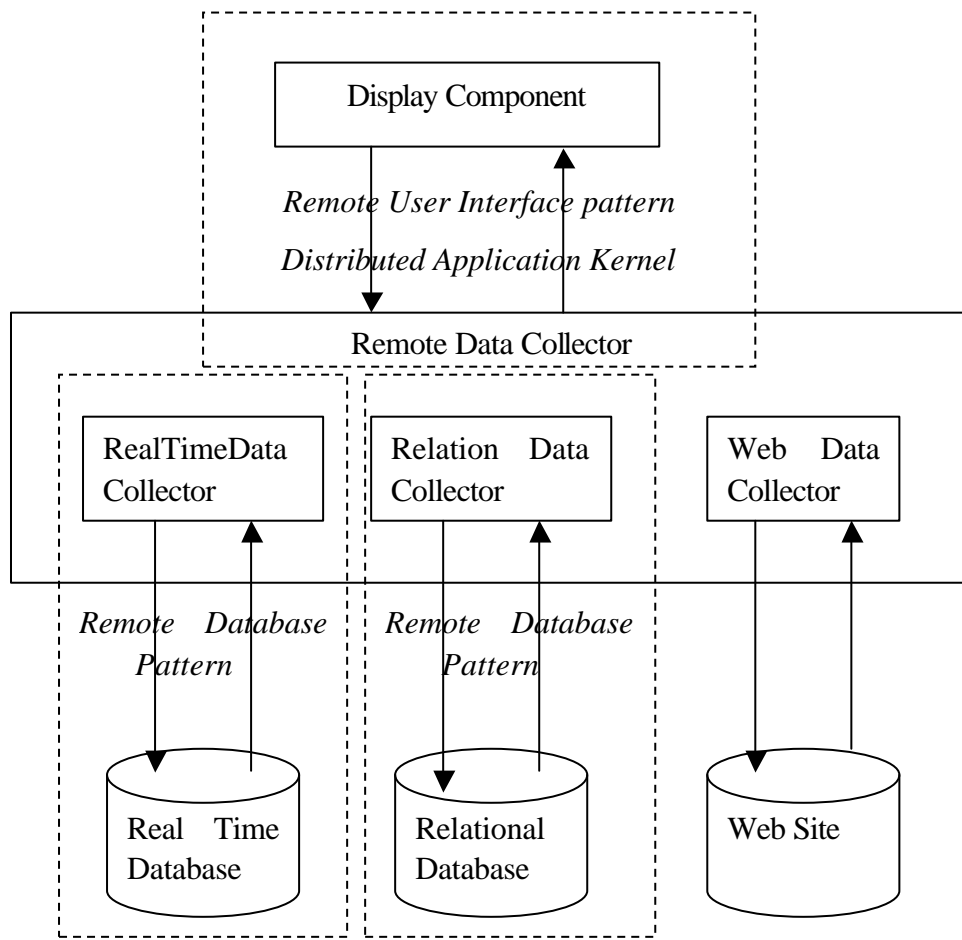 Display Component
Remote User Interface pattern
Distributed Application Kernel
Remote Data Collector
RealTimeData
Collector
Relation Data
Collector
Web Data
Collector
Remote Database
Pattern
Remote Database
Pattern
Real Time
Database
Relational
Database
Web Site